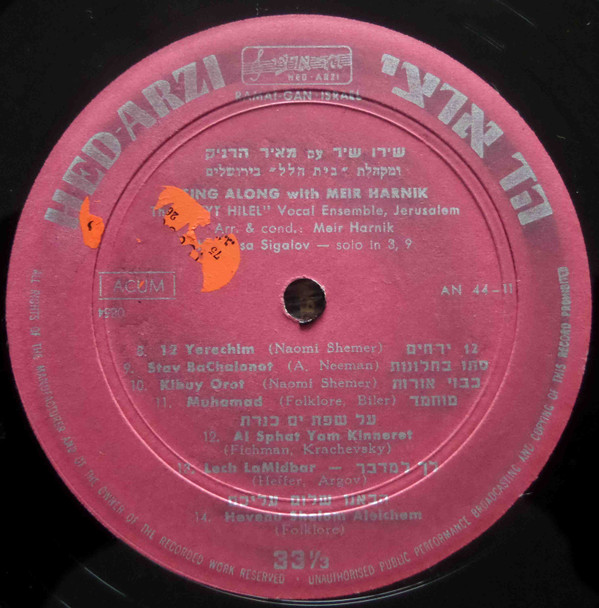 HED-ARZI
הד ארצי
HED-ARZI
RAMAT-GAN ISRAEL
שירו שיר עם מאיר הרניק
ומקהלת "בית הלל" בירושלים
SING ALONG with MEIR HARNIK
HILEL" Vocal Ensemble, Jerusalem
Arr. & cond.: Meir Harnik
Sigalov — solo in 3, 9
ACUM
AN 44-11
8. 12 Yerechim (Naomi Shemer) 12 ירחים
9. Stav BaChalonot (A. Neeman) סתו בחלונות
10. Kibuy Orot (Naomi Shemer) כבוי אורות
11. Muhamad (Folklore, Biler) מוחמד
על שפת ים כנרת
12. Al Sphat Yam Kinneret
(Fichman, Krachevsky)
13. Lech LaMidbar — לך למדבר
(Heffer, Argov)
הבאנו שלום עליכם
14. Hevenu Shalom Aleichem
(Folklore)
33⅓
ALL RIGHTS OF THE MANUFACTURER AND OF THE OWNER OF THE RECORDED WORK RESERVED · UNAUTHORISED PUBLIC PERFORMANCE BROADCASTING AND COPYING OF THIS RECORD PROHIBITED